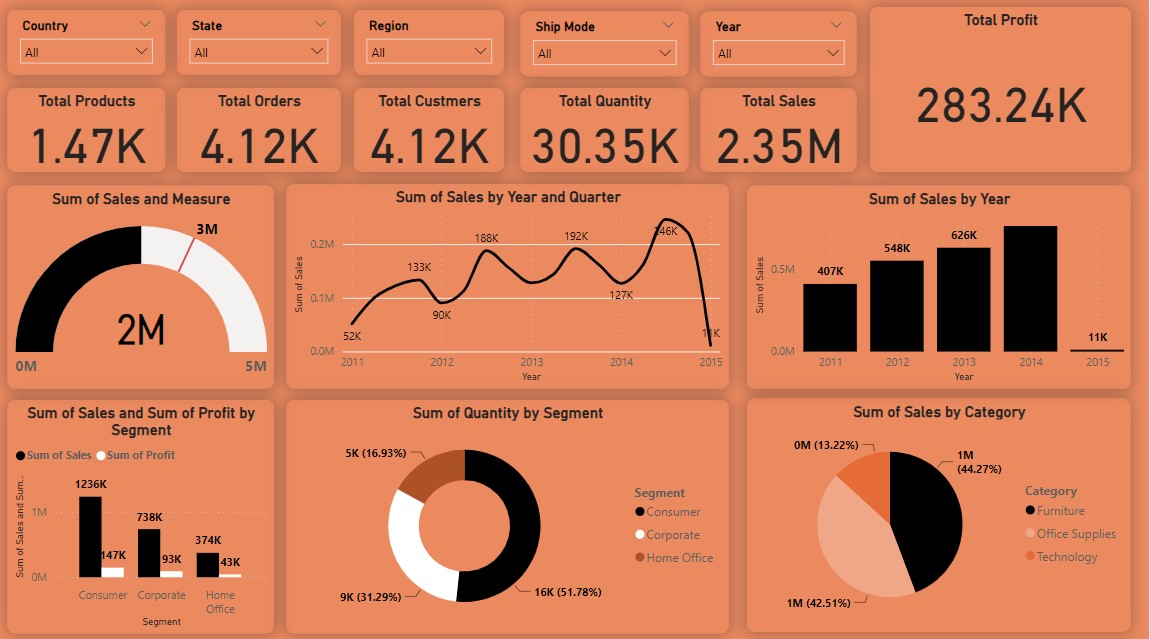 Country
All
State
All
Region
All
Ship Mode
All
Year
All
Total Profit
283.24K
Total Products
1.47K
Total Orders
4.12K
Total Custmers
4.12K
Total Quantity
30.35K
Total Sales
2.35M
Sum of Sales and Measure
3M
2M
0M
5M
Sum of Sales by Year and Quarter
Sum of Sales
0.2M
0.1M
0.0M
52K
133K
90K
188K
192K
127K
246K
11K
2011
2012
2013
2014
2015
Year
Sum of Sales by Year
Sum of Sales
0.5M
0.0M
407K
548K
626K
11K
2011
2012
2013
2014
2015
Year
Sum of Sales and Sum of Profit by
Segment
Sum of Sales
Sum of Profit
Sum of Sales and Sum...
1M
0M
1236K
147K
738K
93K
374K
43K
Consumer
Corporate
Home
Office
Segment
Sum of Quantity by Segment
5K (16.93%)
9K (31.29%)
16K (51.78%)
Segment
Consumer
Corporate
Home Office
Sum of Sales by Category
0M (13.22%)
1M
(44.27%)
1M (42.51%)
Category
Furniture
Office Supplies
Technology